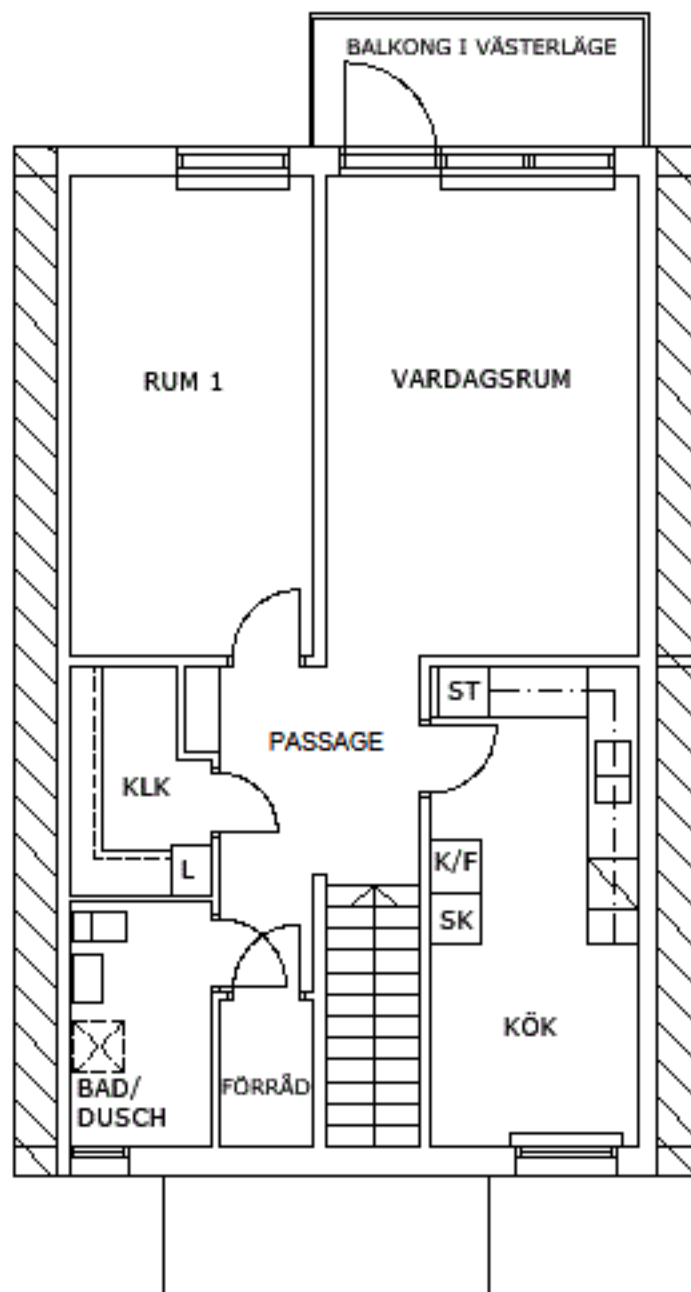 BALKONG I VÄSTERLÄGE
RUM 1
VARDAGSRUM
PASSAGE
ST
KLK
L
K/F
SK
KÖK
BAD/
DUSCH
FÖRRÅD